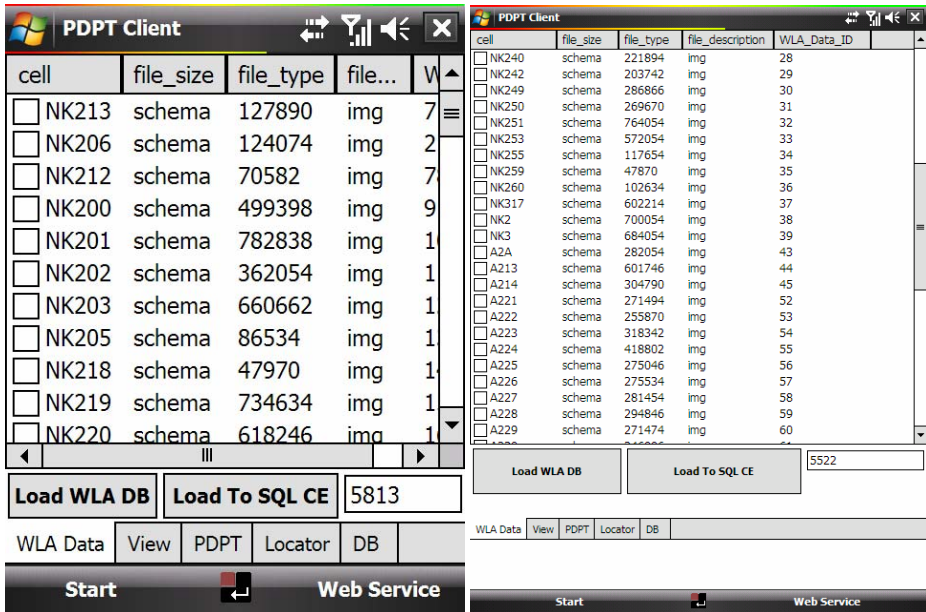 PDPT Client
cell file_size file_type file... W
NK213 schema 127890 img 7
NK206 schema 124074 img 2
NK212 schema 70582 img 7
NK200 schema 499398 img 9
NK201 schema 782838 img 1
NK202 schema 362054 img 1
NK203 schema 660662 img 1
NK205 schema 86534 img 1
NK218 schema 47970 img 1
NK219 schema 734634 img 1
NK220 schema 618246 img 1
Load WLA DB Load To SQL CE 5813
WLA Data View PDPT Locator DB
Start Web Service
PDPT Client
cell file_size file_type file_description WLA_Data_ID
NK240 schema 221894 img 28
NK242 schema 203742 img 29
NK249 schema 286866 img 30
NK250 schema 269670 img 31
NK251 schema 764054 img 32
NK253 schema 572054 img 33
NK255 schema 117654 img 34
NK259 schema 47870 img 35
NK260 schema 102634 img 36
NK317 schema 602214 img 37
NK2 schema 700054 img 38
NK3 schema 684054 img 39
A2A schema 282054 img 43
A213 schema 601746 img 44
A214 schema 304790 img 45
A221 schema 271494 img 52
A222 schema 255870 img 53
A223 schema 318342 img 54
A224 schema 418802 img 55
A225 schema 275046 img 56
A226 schema 275534 img 57
A227 schema 281454 img 58
A228 schema 294846 img 59
A229 schema 271474 img 60
Load WLA DB Load To SQL CE 5522
WLA Data View PDPT Locator DB
Start Web Service